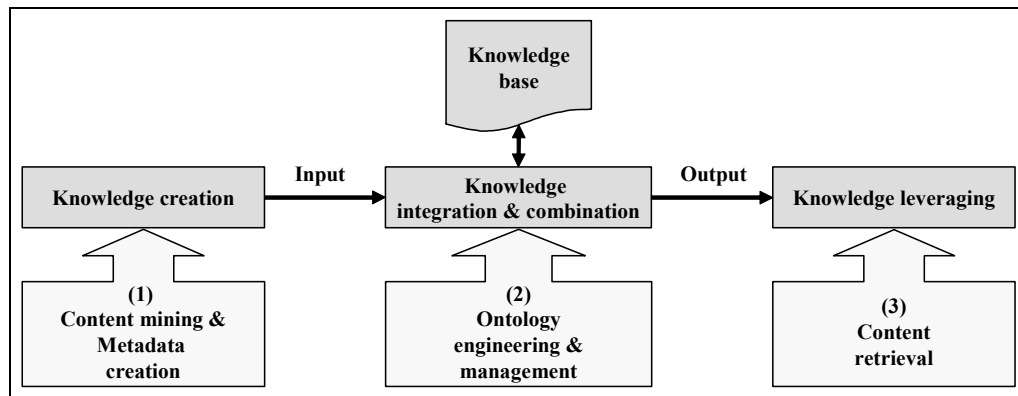 Knowledge
base
Input
Output
Knowledge creation
Knowledge
integration & combination
Knowledge leveraging
(1)
Content mining &
Metadata
creation
(2)
Ontology
engineering &
management
(3)
Content
retrieval